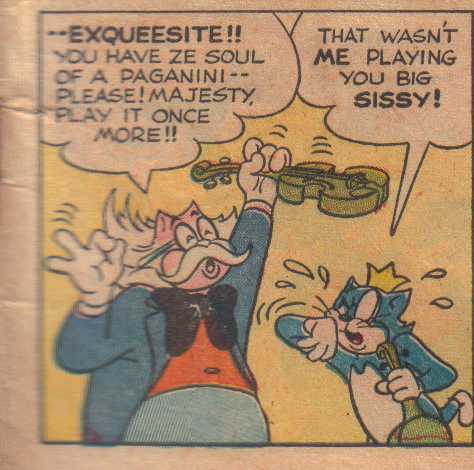 --EXQUEESITE!!
YOU HAVE ZE SOUL
OF A PAGANINI--
PLEASE! MAJESTY,
PLAY IT ONCE
MORE!!
THAT WASN'T
ME PLAYING
YOU BIG
SISSY!